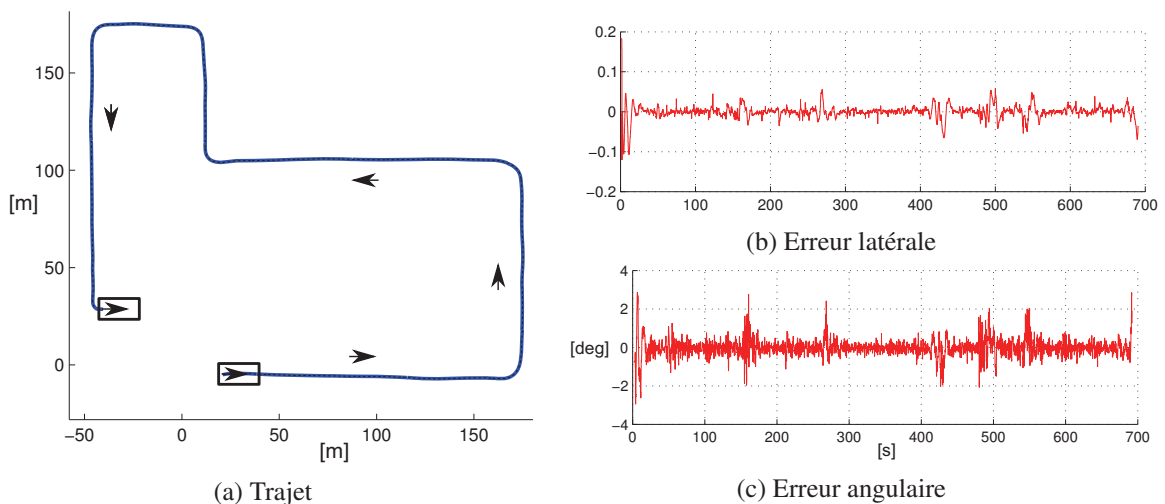 150
100
[m]
50
0
−50 0 50 100 150
[m]
(a) Trajet
0.2
0.1
0
−0.1
−0.2
0 100 200 300 400 500 600 700
(b) Erreur latérale
4
2
[deg] 0
−2
−4
0 100 200 300 400 500 600 700
[s]
(c) Erreur angulaire